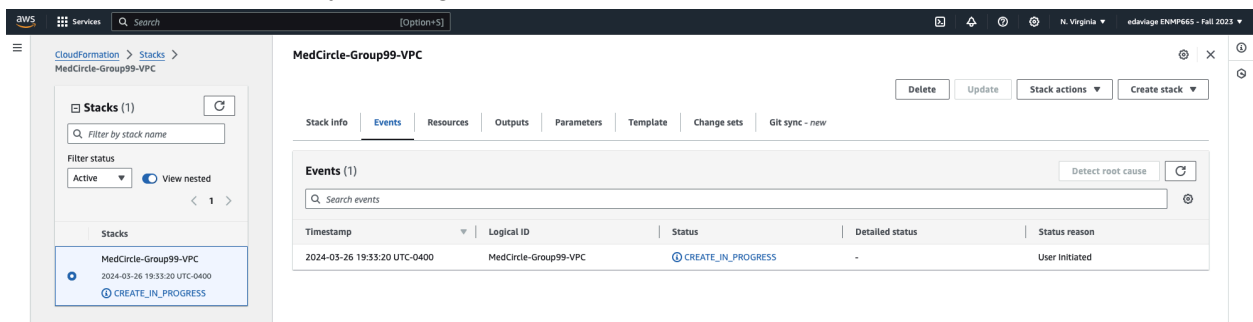 aws Services Search [Option+S] N. Virginia ▼ edaviage ENMP665 - Fall 2023 ▼
CloudFormation > Stacks >
MedCircle-Group99-VPC
Stacks (1)
Filter by stack name
Filter status
Active ▼ View nested
< 1 >
Stacks
MedCircle-Group99-VPC
2024-03-26 19:33:20 UTC-0400
CREATE_IN_PROGRESS
MedCircle-Group99-VPC
Delete Update Stack actions ▼ Create stack ▼
Stack info Events Resources Outputs Parameters Template Change sets Git sync - new
Events (1)
Detect root cause
Search events
Timestamp Logical ID Status Detailed status Status reason
2024-03-26 19:33:20 UTC-0400 MedCircle-Group99-VPC CREATE_IN_PROGRESS - User Initiated